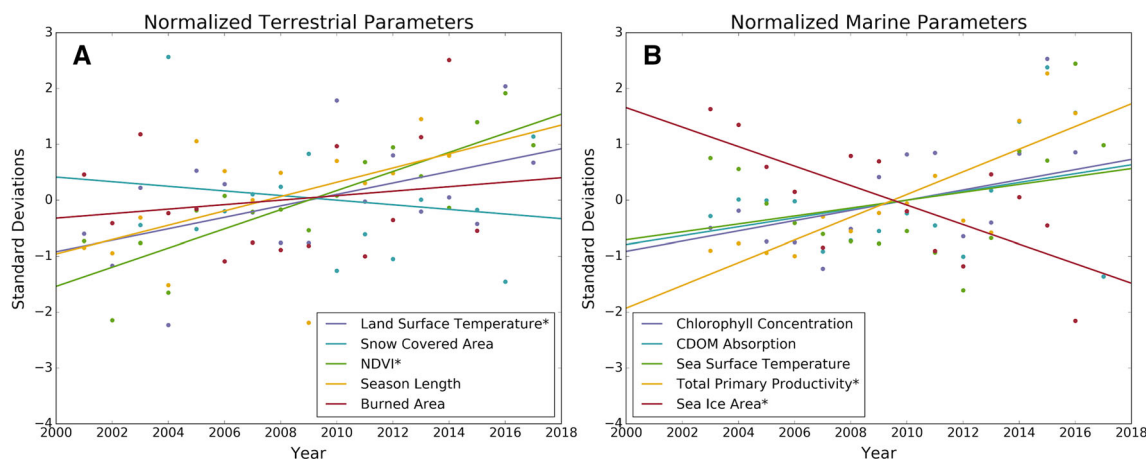 Normalized Terrestrial Parameters
A
Standard Deviations
3
2
1
0
−1
−2
−3
−4
Land Surface Temperature*
Snow Covered Area
NDVI*
Season Length
Burned Area
2000 2002 2004 2006 2008 2010 2012 2014 2016 2018
Year
Normalized Marine Parameters
B
Standard Deviations
3
2
1
0
−1
−2
−3
−4
Chlorophyll Concentration
CDOM Absorption
Sea Surface Temperature
Total Primary Productivity*
Sea Ice Area*
2000 2002 2004 2006 2008 2010 2012 2014 2016 2018
Year